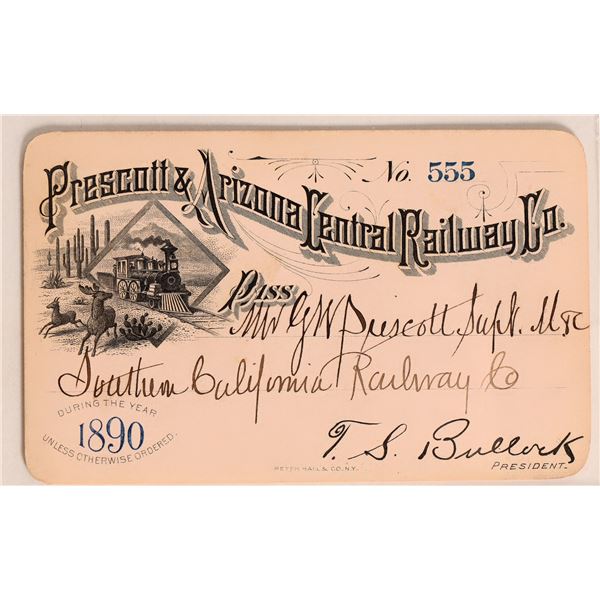 No. 555
Prescott & Arizona Central Railway Co.
Pass Mr G W Prescott Supt. M &c
Southern California Railway Co
DURING THE YEAR
1890
UNLESS OTHERWISE ORDERED.
T. S. Bullock
PRESIDENT.
HALL & CO. N.Y.